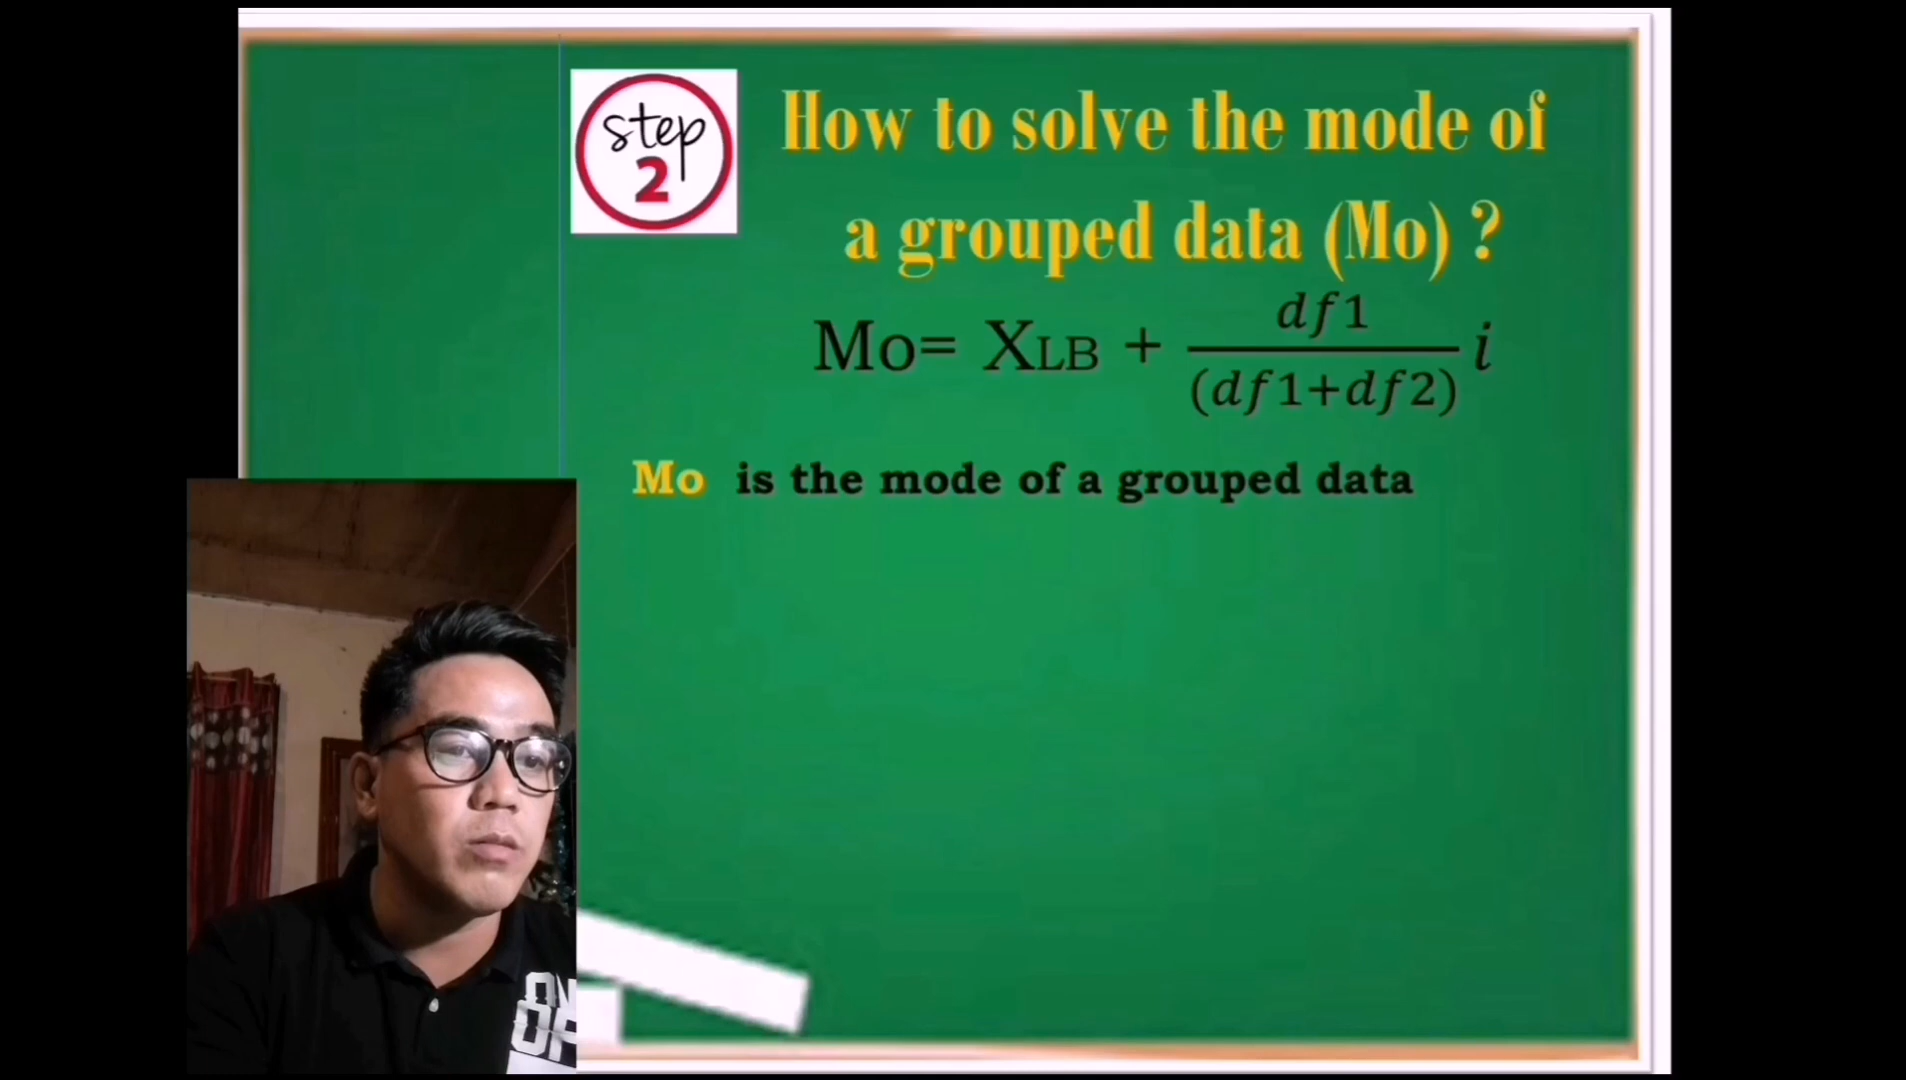 step
2
How to solve the mode of
a grouped data (Mo) ?
Mo= XLB + df1/(df1+df2) i
Mo is the mode of a grouped data